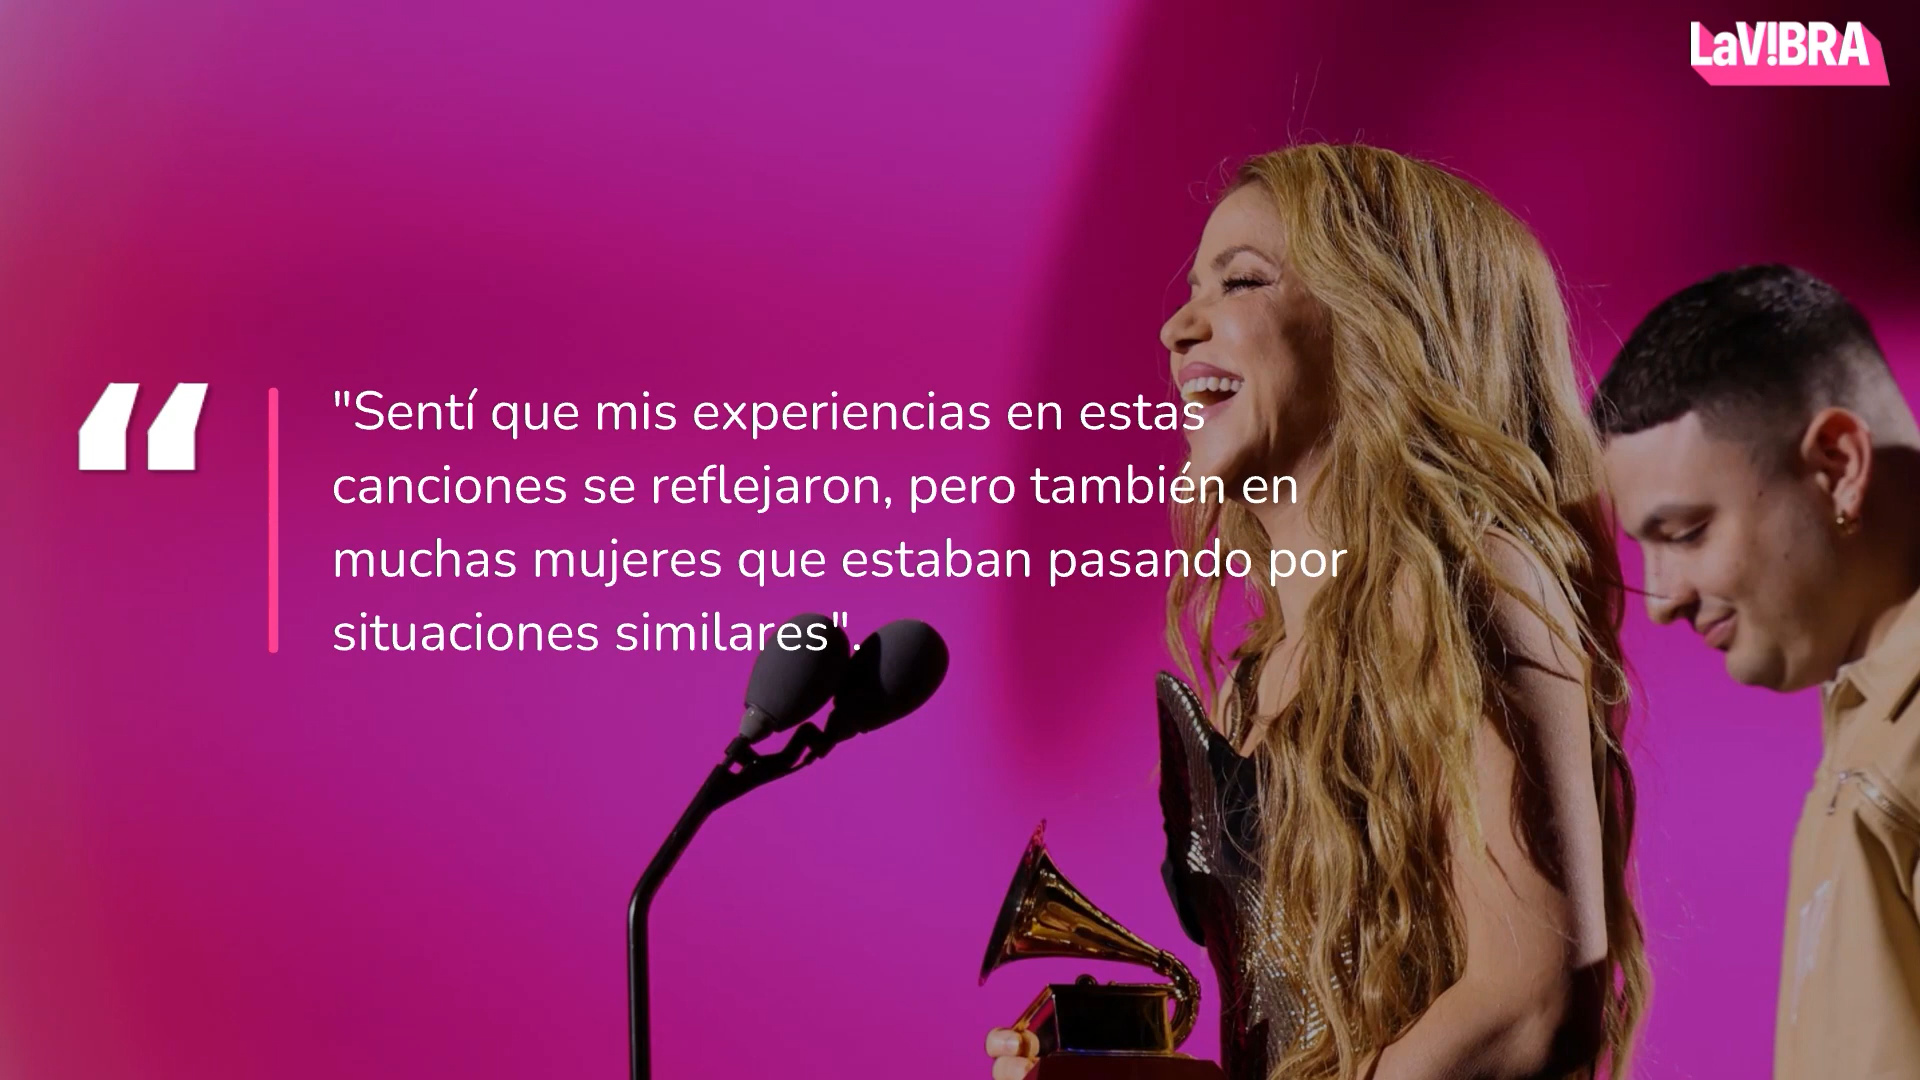 LaV!BRA
"Sentí que mis experiencias en estas
canciones se reflejaron, pero también en
muchas mujeres que estaban pasando por
situaciones similares".